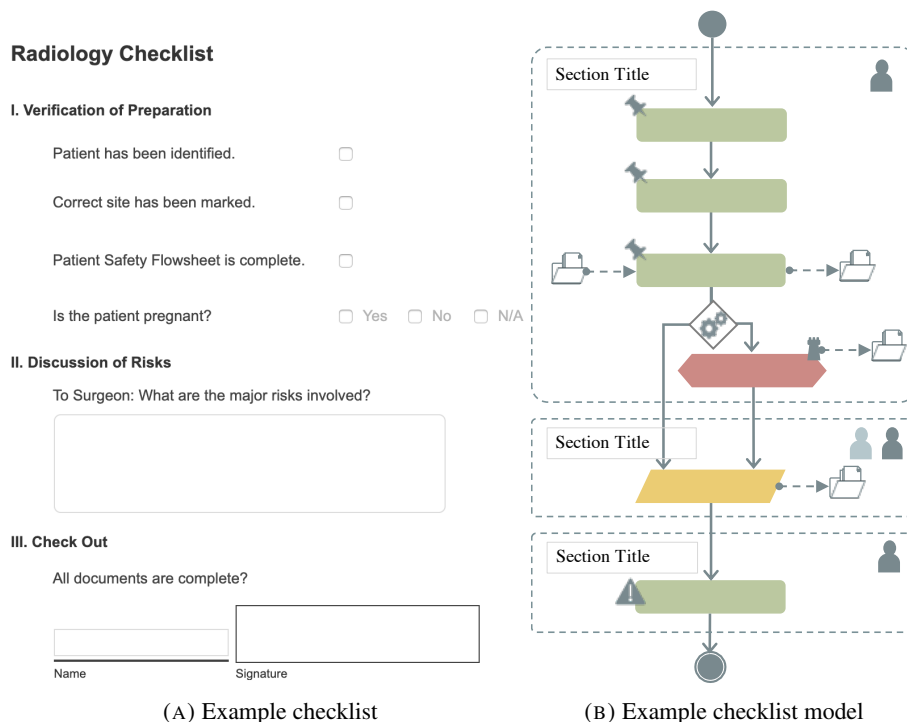 Radiology Checklist
I. Verification of Preparation
Patient has been identified.
Correct site has been marked.
Patient Safety Flowsheet is complete.
Is the patient pregnant? Yes No N/A
II. Discussion of Risks
To Surgeon: What are the major risks involved?
III. Check Out
All documents are complete?
Name Signature
(A) Example checklist
Section Title
Section Title
Section Title
(B) Example checklist model